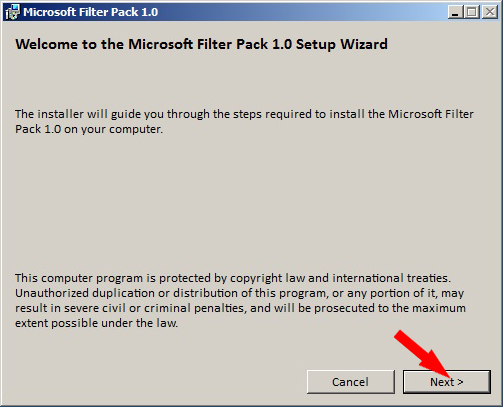 Microsoft Filter Pack 1.0
Welcome to the Microsoft Filter Pack 1.0 Setup Wizard
The installer will guide you through the steps required to install the Microsoft Filter
Pack 1.0 on your computer.
This computer program is protected by copyright law and international treaties.
Unauthorized duplication or distribution of this program, or any portion of it, may
result in severe civil or criminal penalties, and will be prosecuted to the maximum
extent possible under the law.
Cancel
Next >